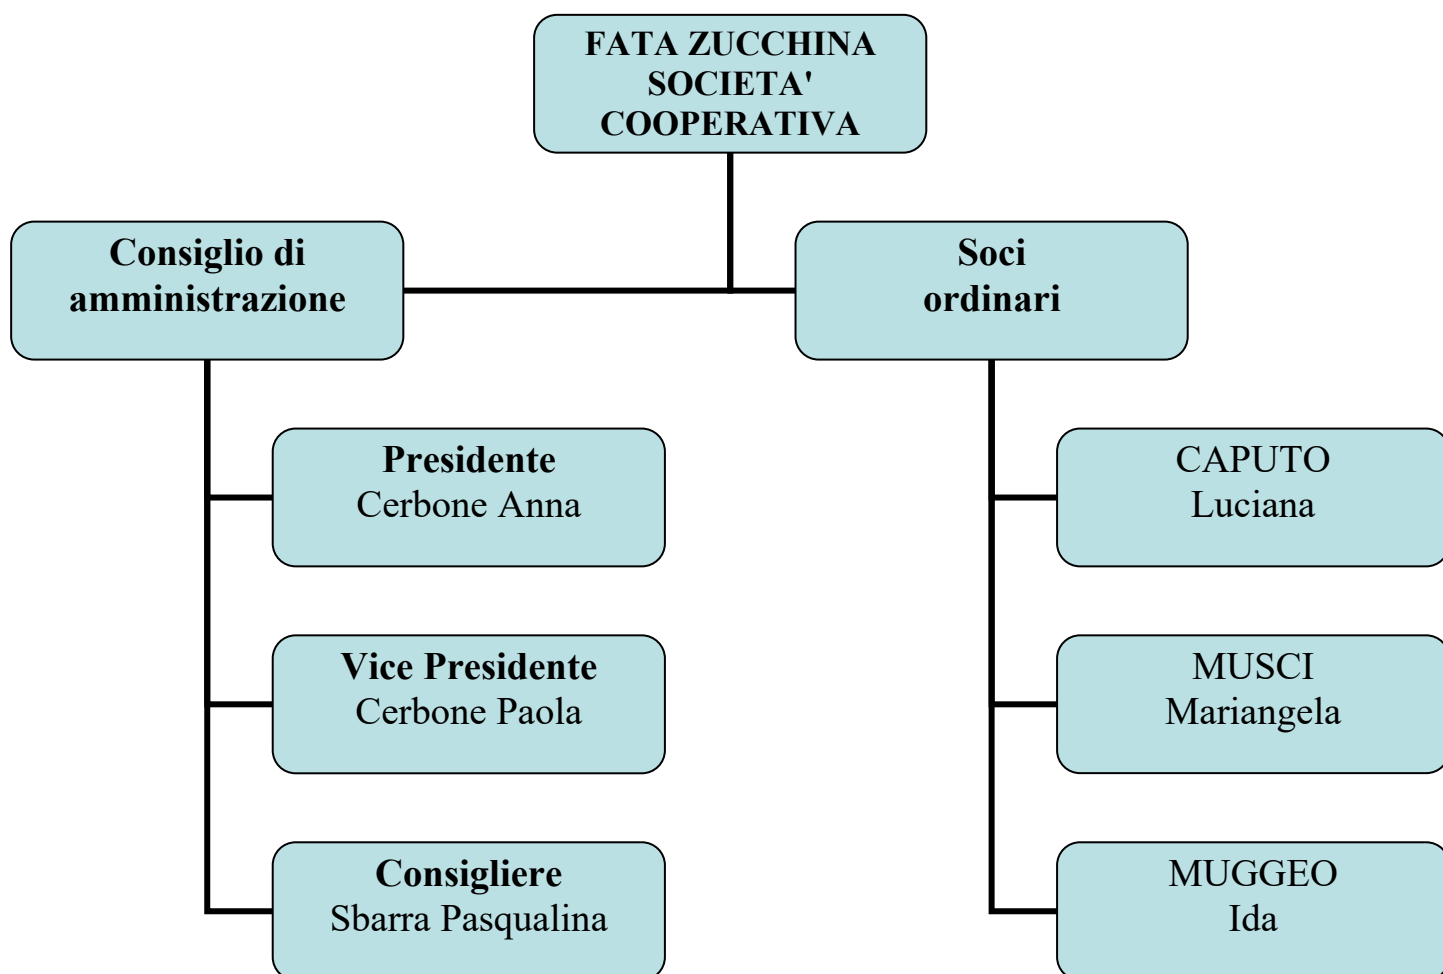 FATA ZUCCHINA
SOCIETA'
COOPERATIVA
Consiglio di
amministrazione
Soci
ordinari
Presidente
Cerbone Anna
CAPUTO
Luciana
Vice Presidente
Cerbone Paola
MUSCI
Mariangela
Consigliere
Sbarra Pasqualina
MUGGEO
Ida